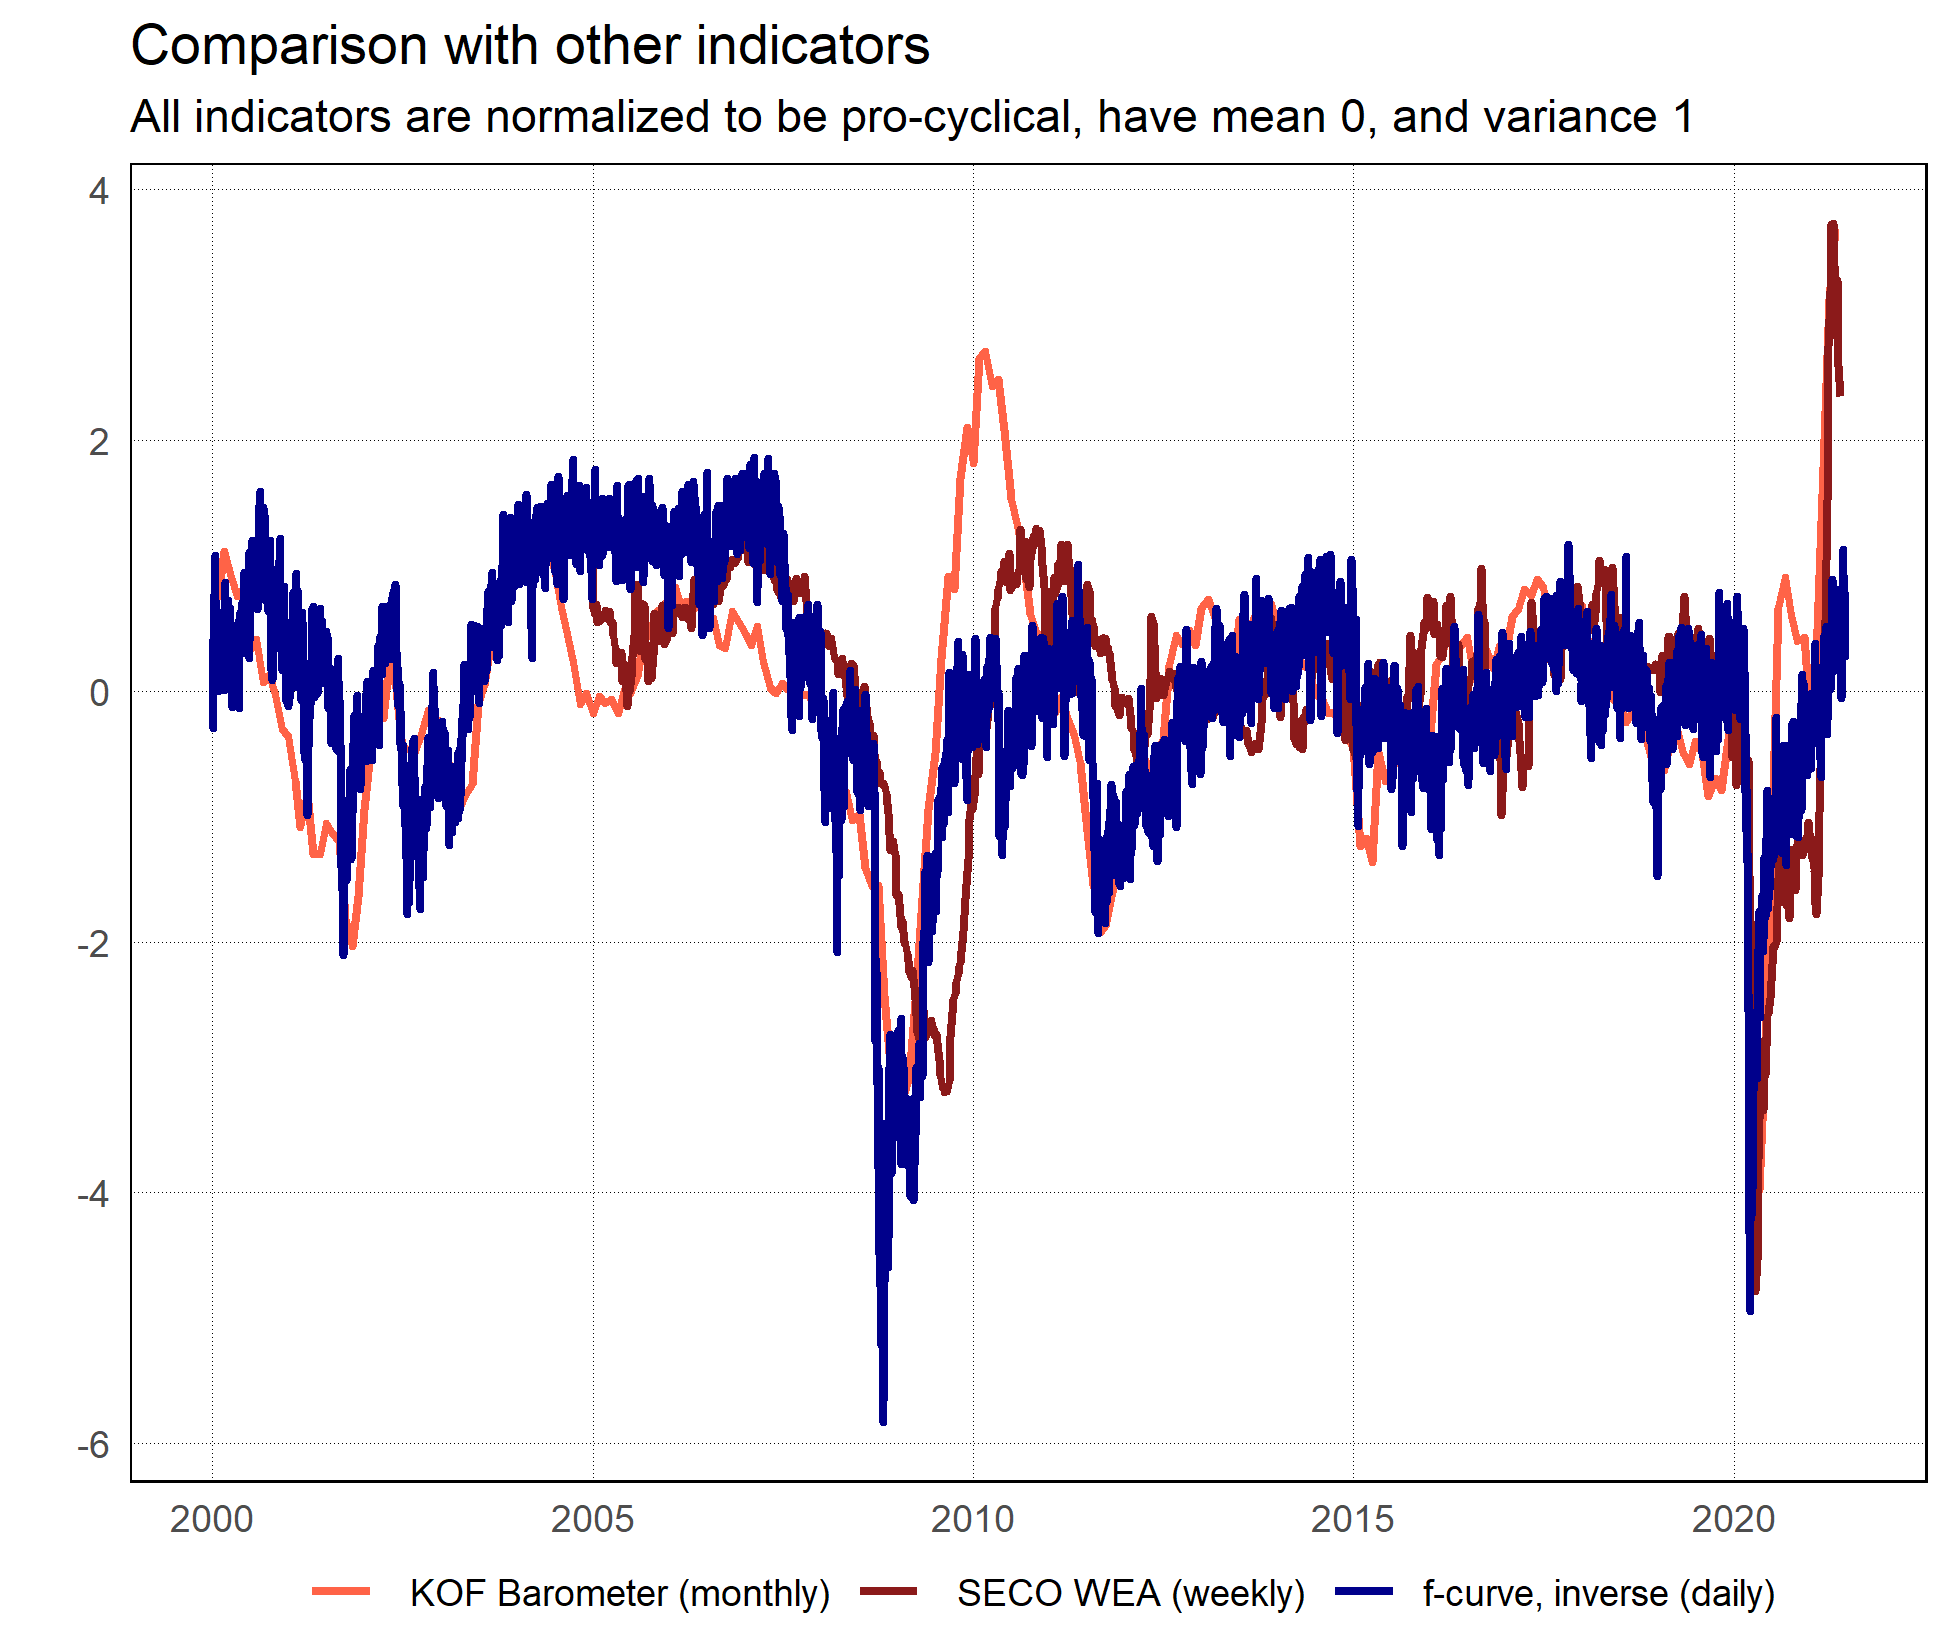 Comparison with other indicators
All indicators are normalized to be pro-cyclical, have mean 0, and variance 1
4
2
0
-2
-4
-6
2000 2005 2010 2015 2020
KOF Barometer (monthly) SECO WEA (weekly) f-curve, inverse (daily)